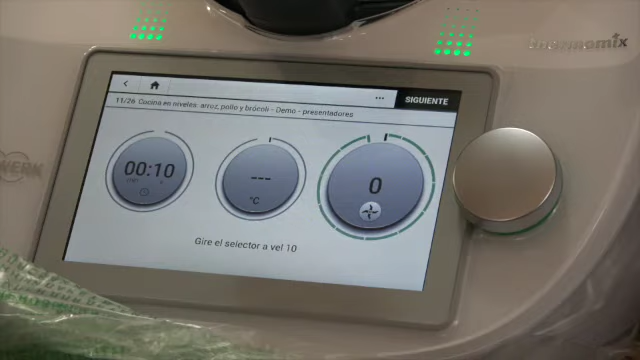 thermomix
SIGUIENTE
11/26 Cocina en niveles: arroz, pollo y brócoli - Demo - presentadores
00:10
---
°C
0
Gire el selector a vel 10
WERK